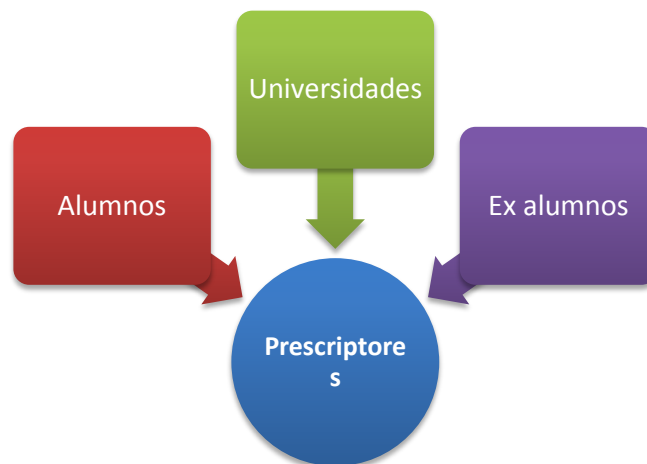 Universidades
Alumnos
Ex alumnos
Prescriptore
s